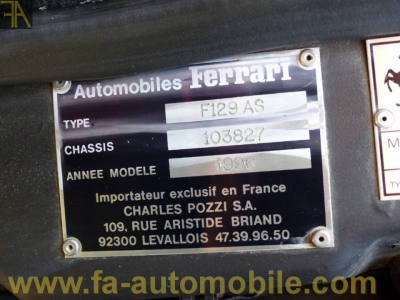 FA
Automobiles Ferrari
TYPE F129 AS
CHASSIS 103827
ANNEE MODELE
Importateur exclusif en France
CHARLES POZZI S.A.
109, RUE ARISTIDE BRIAND
92300 LEVALLOIS 47.39.96.50
M
TY
www.fa-automobile.com